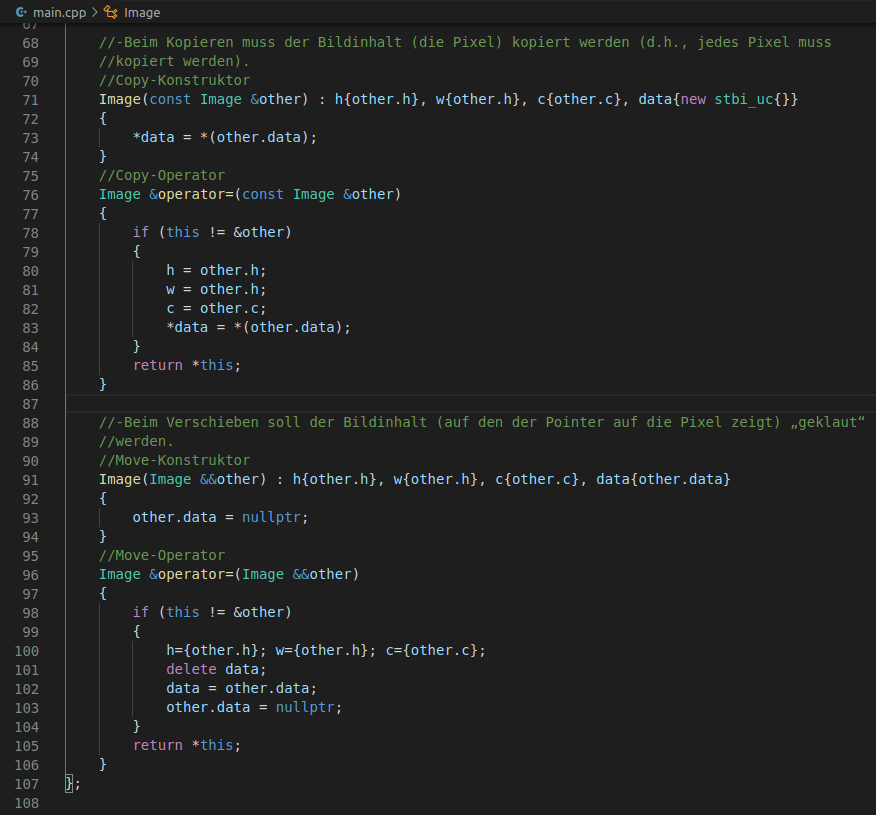 main.cpp > Image
67
68 //-Beim Kopieren muss der Bildinhalt (die Pixel) kopiert werden (d.h., jedes Pixel muss
69 //kopiert werden).
70 //Copy-Konstruktor
71 Image(const Image &other) : h{other.h}, w{other.h}, c{other.c}, data{new stbi_uc{}}
72 {
73 *data = *(other.data);
74 }
75 //Copy-Operator
76 Image &operator=(const Image &other)
77 {
78 if (this != &other)
79 {
80 h = other.h;
81 w = other.h;
82 c = other.c;
83 *data = *(other.data);
84 }
85 return *this;
86 }
87
88 //-Beim Verschieben soll der Bildinhalt (auf den der Pointer auf die Pixel zeigt) „geklaut“
89 //werden.
90 //Move-Konstruktor
91 Image(Image &&other) : h{other.h}, w{other.h}, c{other.c}, data{other.data}
92 {
93 other.data = nullptr;
94 }
95 //Move-Operator
96 Image &operator=(Image &&other)
97 {
98 if (this != &other)
99 {
100 h={other.h}; w={other.h}; c={other.c};
101 delete data;
102 data = other.data;
103 other.data = nullptr;
104 }
105 return *this;
106 }
107 };
108